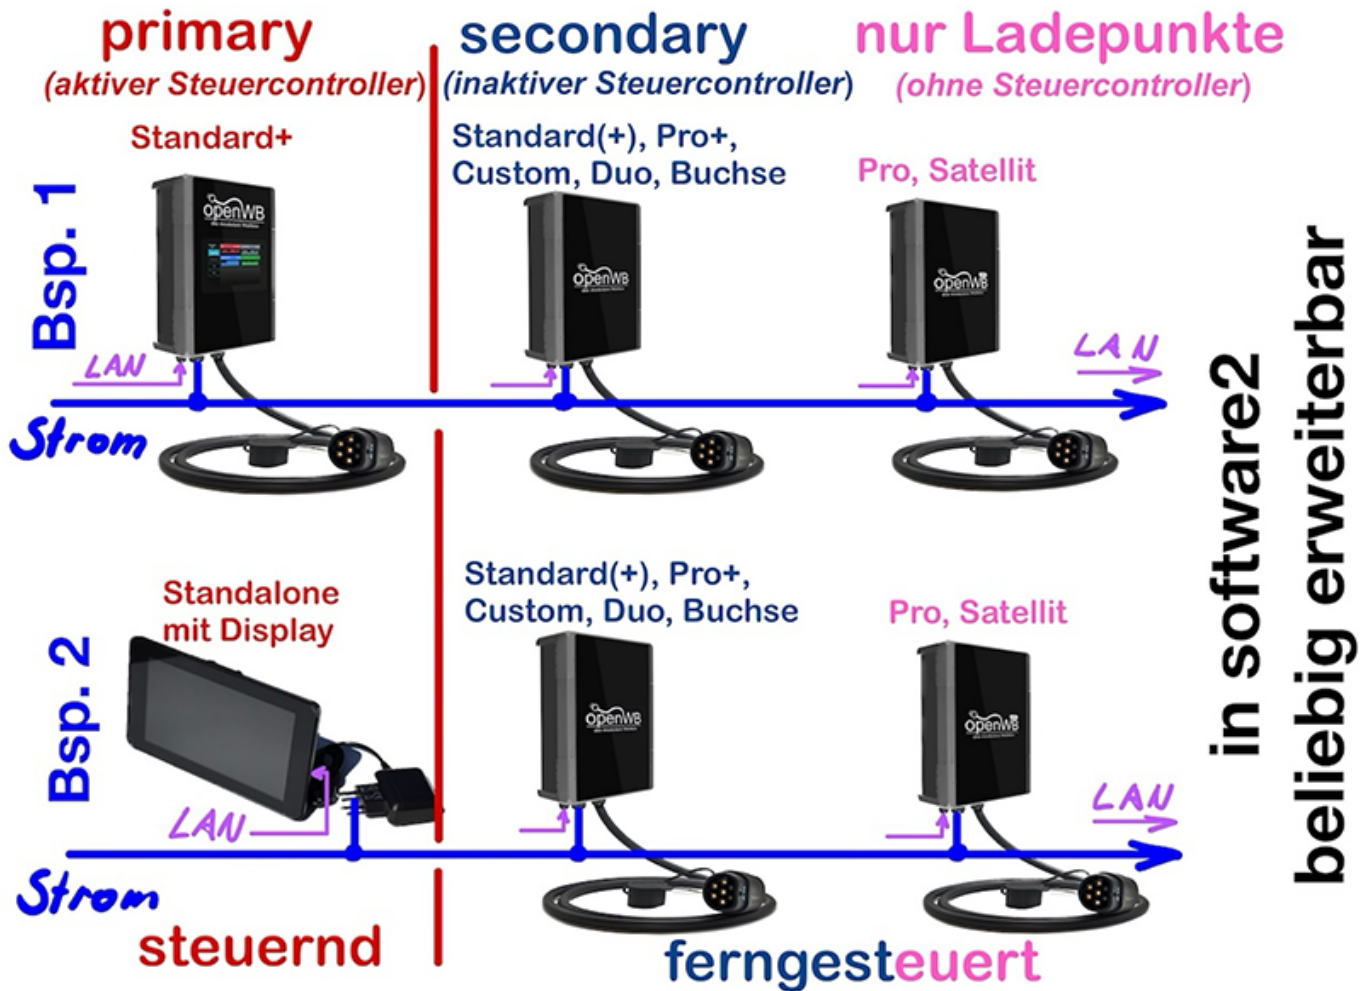 primary
(aktiver Steuercontroller)
secondary
(inaktiver Steuercontroller)
nur Ladepunkte
(ohne Steuercontroller)
Bsp. 1
Standard+
openWB
Standard(+), Pro+,
Custom, Duo, Buchse
openWB
Pro, Satellit
openWB
LAN
LAN
Strom
Bsp. 2
Standalone
mit Display
Standard(+), Pro+,
Custom, Duo, Buchse
openWB
Pro, Satellit
openWB
LAN
LAN
Strom
steuernd
ferngesteuert
in software2
beliebig erweiterbar